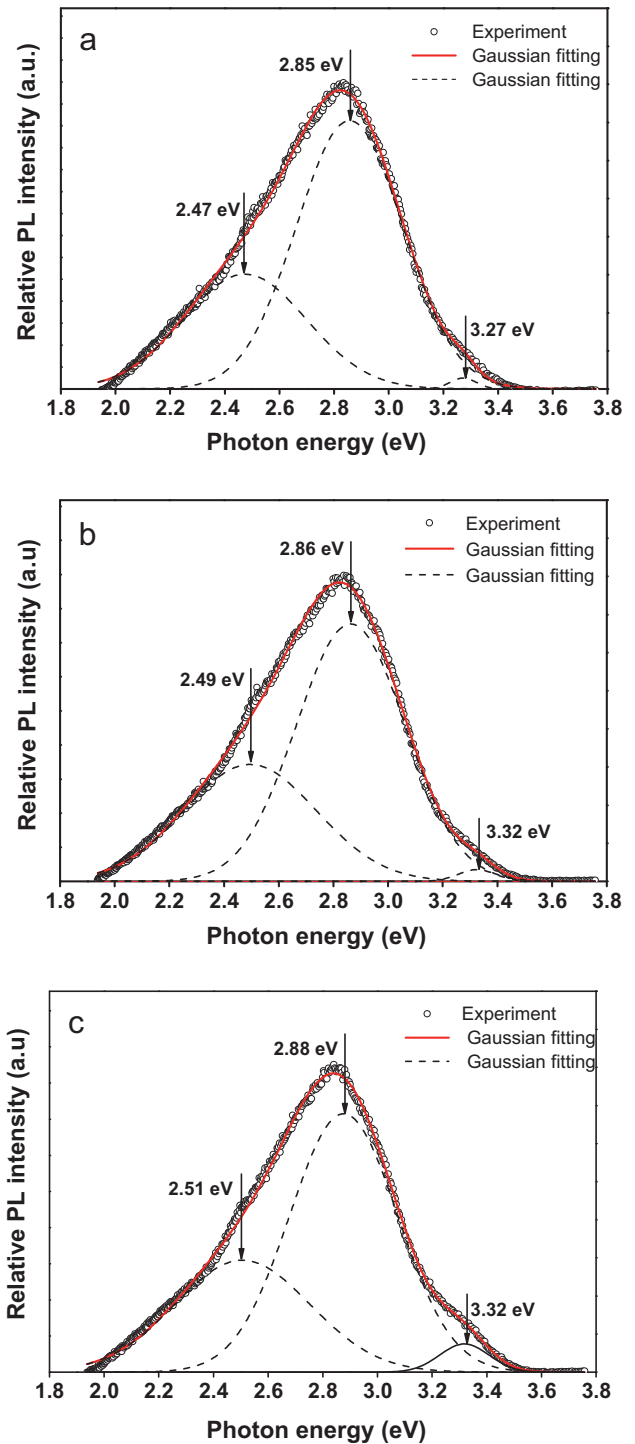 a
Experiment
Gaussian fitting
Gaussian fitting
2.85 eV
2.47 eV
3.27 eV
Relative PL intensity (a.u.)
1.8 2.0 2.2 2.4 2.6 2.8 3.0 3.2 3.4 3.6 3.8
Photon energy (eV)
b
Experiment
Gaussian fitting
Gaussian fitting
2.86 eV
2.49 eV
3.32 eV
Relative PL intensity (a.u)
1.8 2.0 2.2 2.4 2.6 2.8 3.0 3.2 3.4 3.6 3.8
Photon energy (eV)
c
Experiment
Gaussian fitting
Gaussian fitting
2.88 eV
2.51 eV
3.32 eV
Relative PL intensity (a.u)
1.8 2.0 2.2 2.4 2.6 2.8 3.0 3.2 3.4 3.6 3.8
Photon energy (eV)